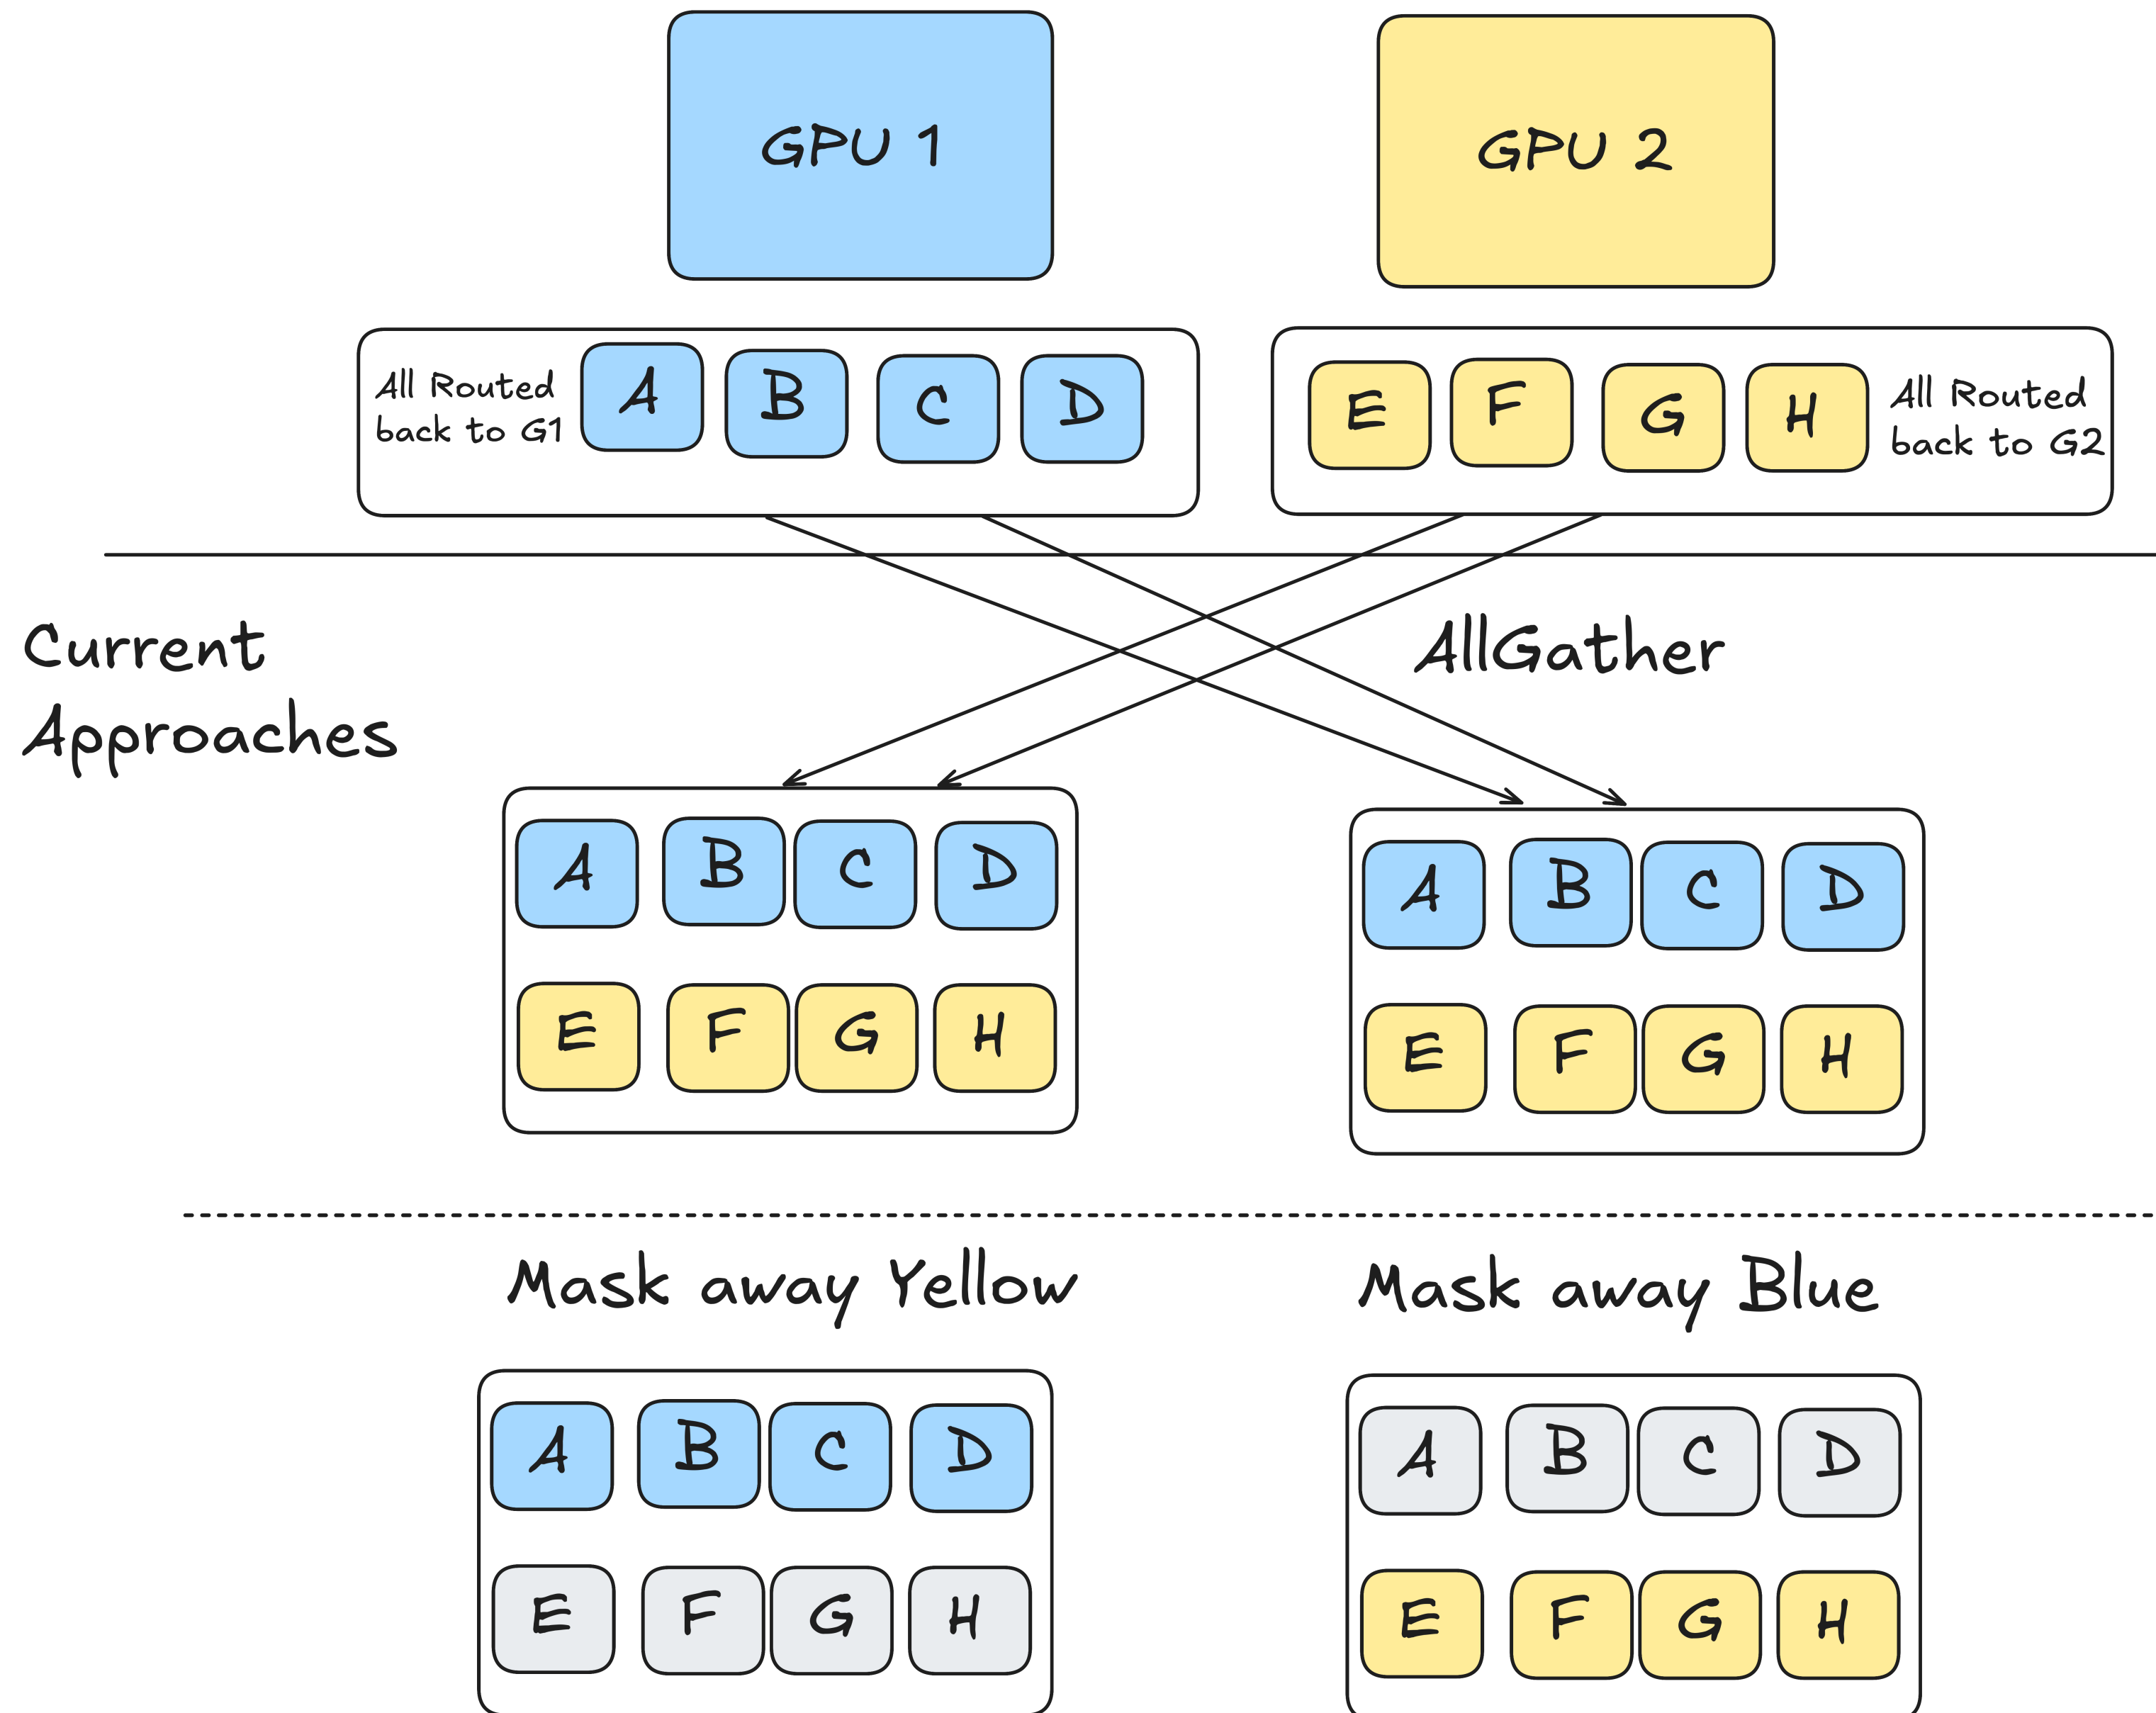 GPU 1
GPU 2
All Routed
back to G1
A B C D
E F G H
All Routed
back to G2
Current
Approaches
AllGather
A B C D
E F G H
A B C D
E F G H
Mask away Yellow
Mask away Blue
A B C D
E F G H
A B C D
E F G H